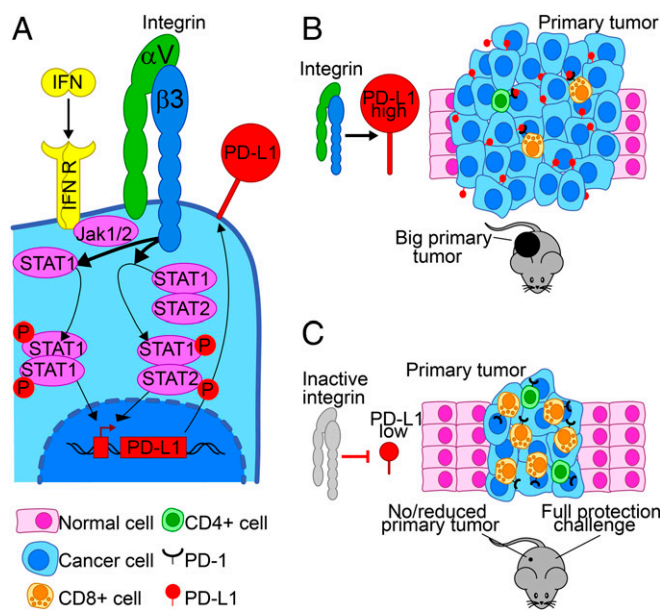 A
Integrin
αV
β3
IFN
IFN R
PD-L1
Jak1/2
STAT1
STAT1
STAT2
P
STAT1
STAT1
P
STAT1
P
STAT2
P
PD-L1
Normal cell
CD4+ cell
Cancer cell
PD-1
CD8+ cell
PD-L1
B
Primary tumor
Integrin
PD-L1
high
Big primary
tumor
C
Primary tumor
Inactive
integrin
PD-L1
low
No/reduced
primary tumor
Full protection
challenge